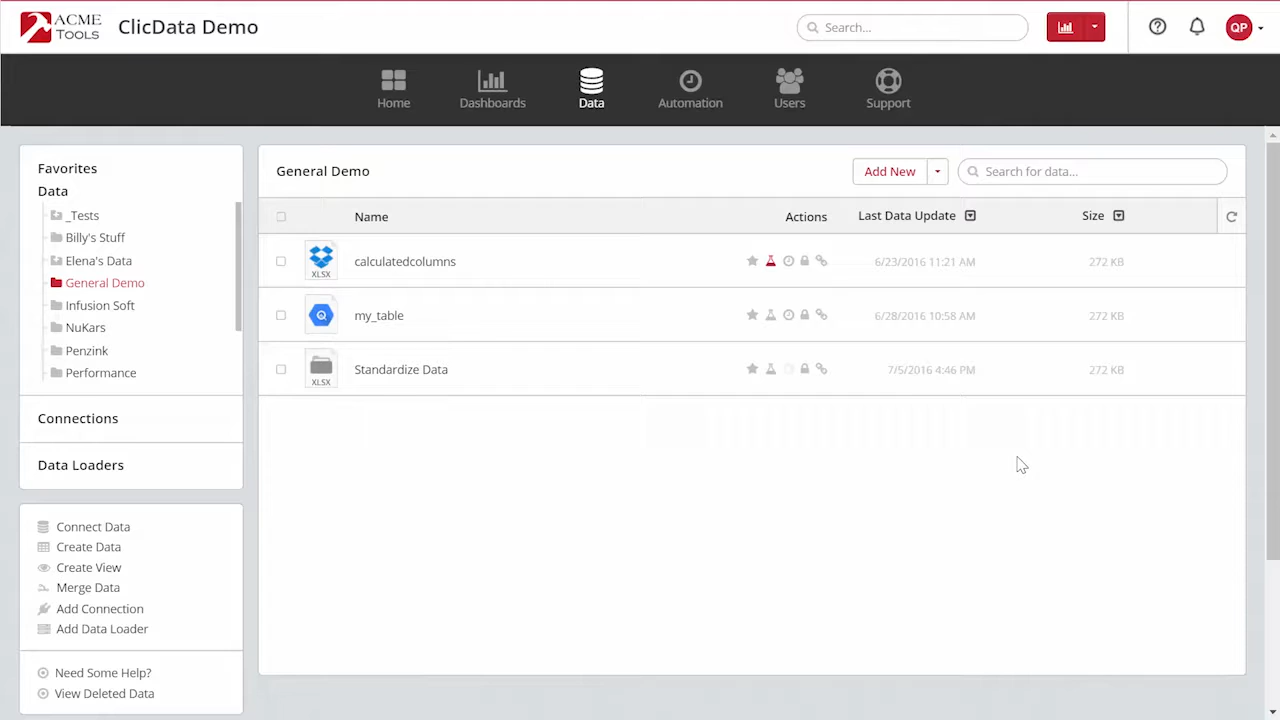 ACME
TOOLS
ClicData Demo
Search...
QP
Home
Dashboards
Data
Automation
Users
Support
Favorites
Data
_Tests
Billy's Stuff
Elena's Data
General Demo
Infusion Soft
NuKars
Penzink
Performance
Connections
Data Loaders
Connect Data
Create Data
Create View
Merge Data
Add Connection
Add Data Loader
Need Some Help?
View Deleted Data
General Demo
Add New
Search for data...
Name Actions Last Data Update Size
XLSX calculatedcolumns 6/23/2016 11:21 AM 272 KB
my_table 6/28/2016 10:58 AM 272 KB
XLSX Standardize Data 7/5/2016 4:46 PM 272 KB